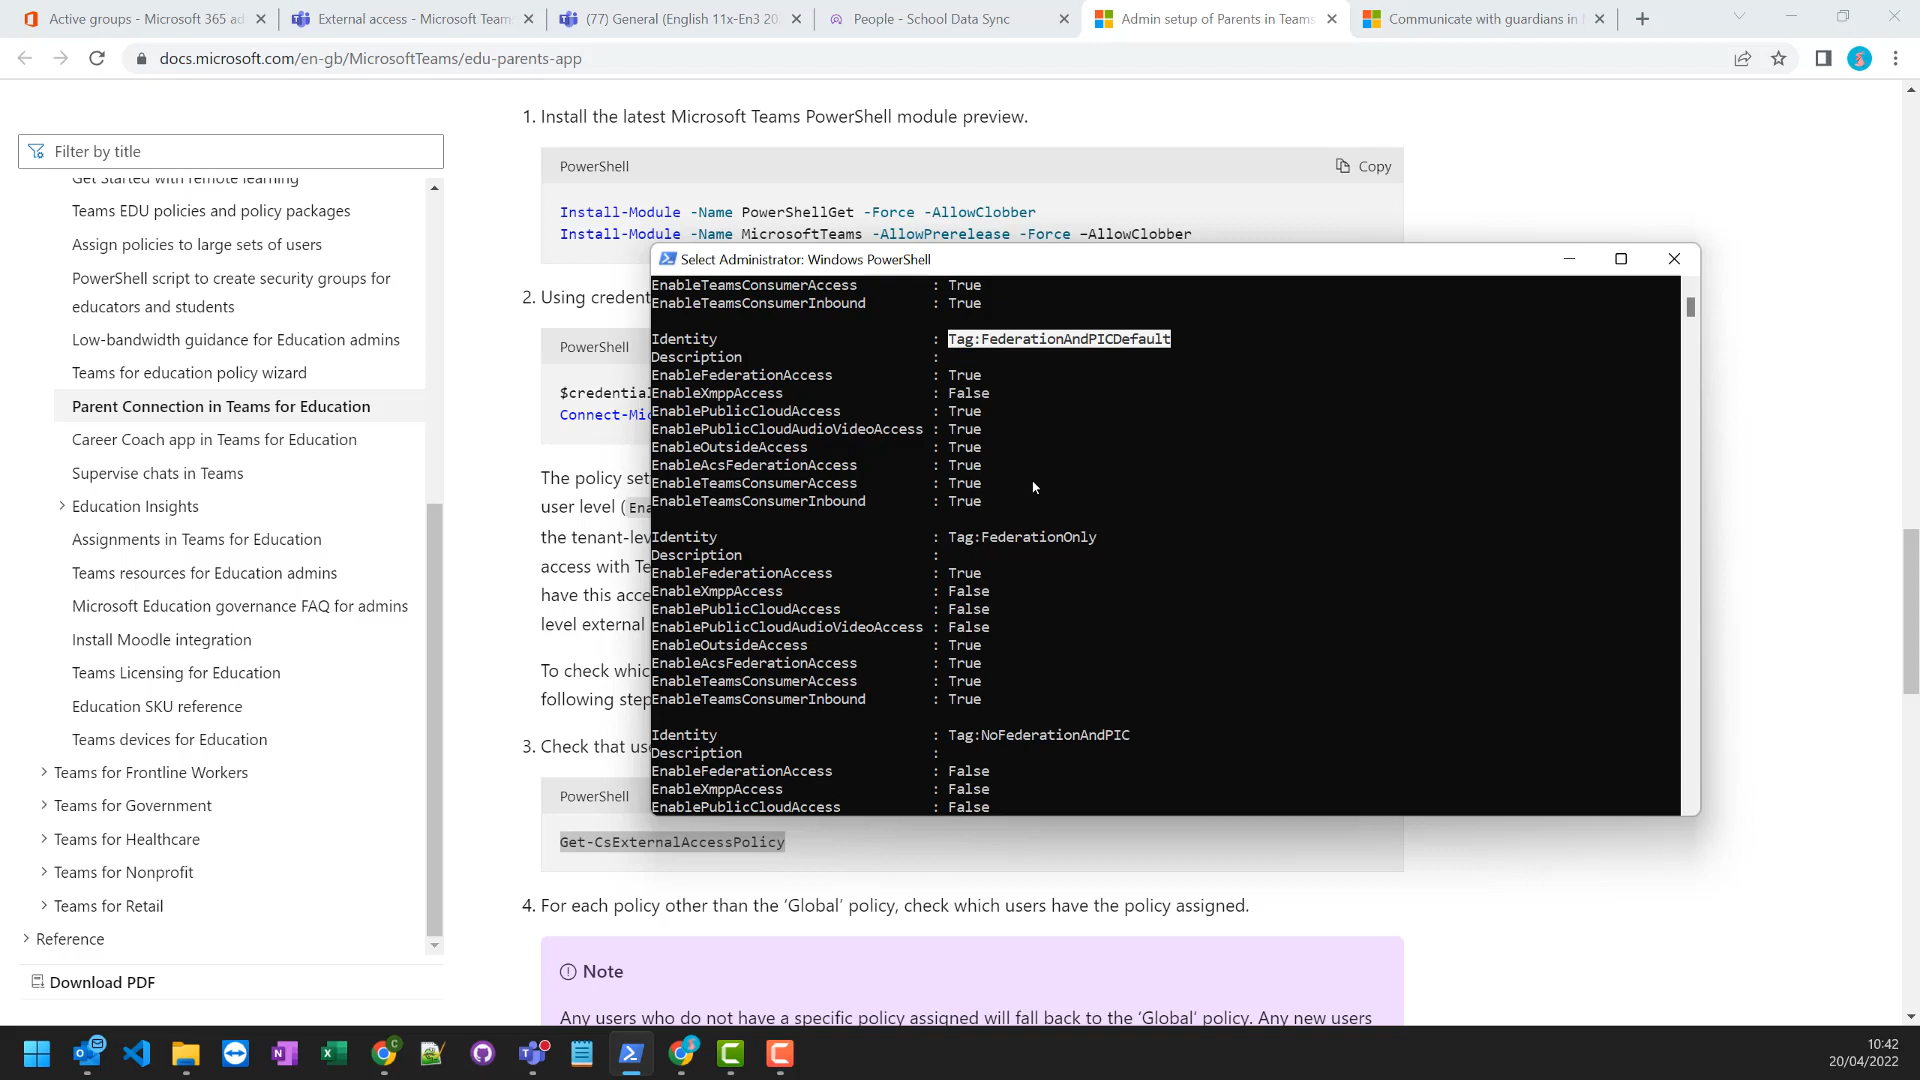 Active groups - Microsoft 365 ad
External access - Microsoft Team
(77) General (English 11x-En3 20
People - School Data Sync
Admin setup of Parents in Teams
Communicate with guardians in
docs.microsoft.com/en-gb/MicrosoftTeams/edu-parents-app
Filter by title
Get Started with remote learning
Teams EDU policies and policy packages
Assign policies to large sets of users
PowerShell script to create security groups for
educators and students
Low-bandwidth guidance for Education admins
Teams for education policy wizard
Parent Connection in Teams for Education
Career Coach app in Teams for Education
Supervise chats in Teams
Education Insights
Assignments in Teams for Education
Teams resources for Education admins
Microsoft Education governance FAQ for admins
Install Moodle integration
Teams Licensing for Education
Education SKU reference
Teams devices for Education
Teams for Frontline Workers
Teams for Government
Teams for Healthcare
Teams for Nonprofit
Teams for Retail
Reference
Download PDF
1. Install the latest Microsoft Teams PowerShell module preview.
PowerShell
Copy
Install-Module -Name PowerShellGet -Force -AllowClobber
Install-Module -Name MicrosoftTeams -AllowPrerelease -Force –AllowClobber
2. Using credent
PowerShell
$credentia
Connect-Mi
The policy set
user level (Ena
the tenant-lev
access with Te
have this acce
level external
To check whic
following step
3. Check that use
PowerShell
Get-CsExternalAccessPolicy
4. For each policy other than the ‘Global’ policy, check which users have the policy assigned.
Note
Any users who do not have a specific policy assigned will fall back to the ‘Global’ policy. Any new users
Select Administrator: Windows PowerShell
EnableTeamsConsumerAccess : True
EnableTeamsConsumerInbound : True
Identity : Tag:FederationAndPICDefault
Description :
EnableFederationAccess : True
EnableXmppAccess : False
EnablePublicCloudAccess : True
EnablePublicCloudAudioVideoAccess : True
EnableOutsideAccess : True
EnableAcsFederationAccess : True
EnableTeamsConsumerAccess : True
EnableTeamsConsumerInbound : True
Identity : Tag:FederationOnly
Description :
EnableFederationAccess : True
EnableXmppAccess : False
EnablePublicCloudAccess : False
EnablePublicCloudAudioVideoAccess : False
EnableOutsideAccess : True
EnableAcsFederationAccess : True
EnableTeamsConsumerAccess : True
EnableTeamsConsumerInbound : True
Identity : Tag:NoFederationAndPIC
Description :
EnableFederationAccess : False
EnableXmppAccess : False
EnablePublicCloudAccess : False
10:42
20/04/2022